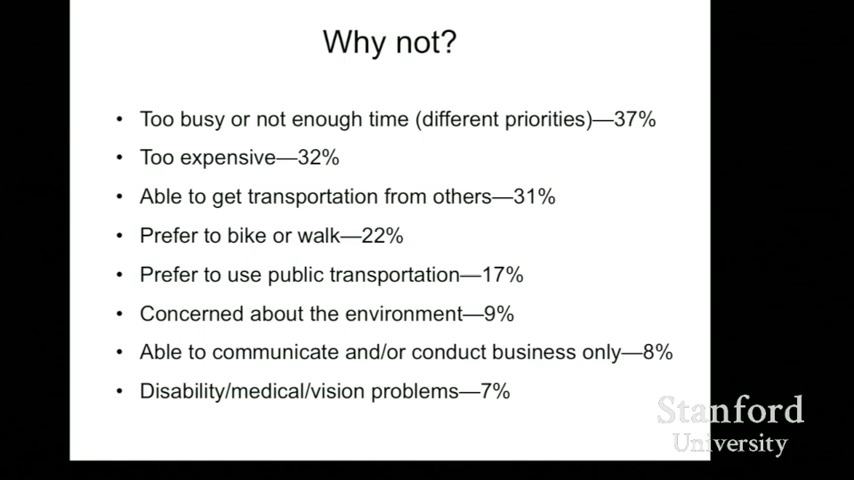 Why not?
• Too busy or not enough time (different priorities)—37%
• Too expensive—32%
• Able to get transportation from others—31%
• Prefer to bike or walk—22%
• Prefer to use public transportation—17%
• Concerned about the environment—9%
• Able to communicate and/or conduct business only—8%
• Disability/medical/vision problems—7%
Stanford
University